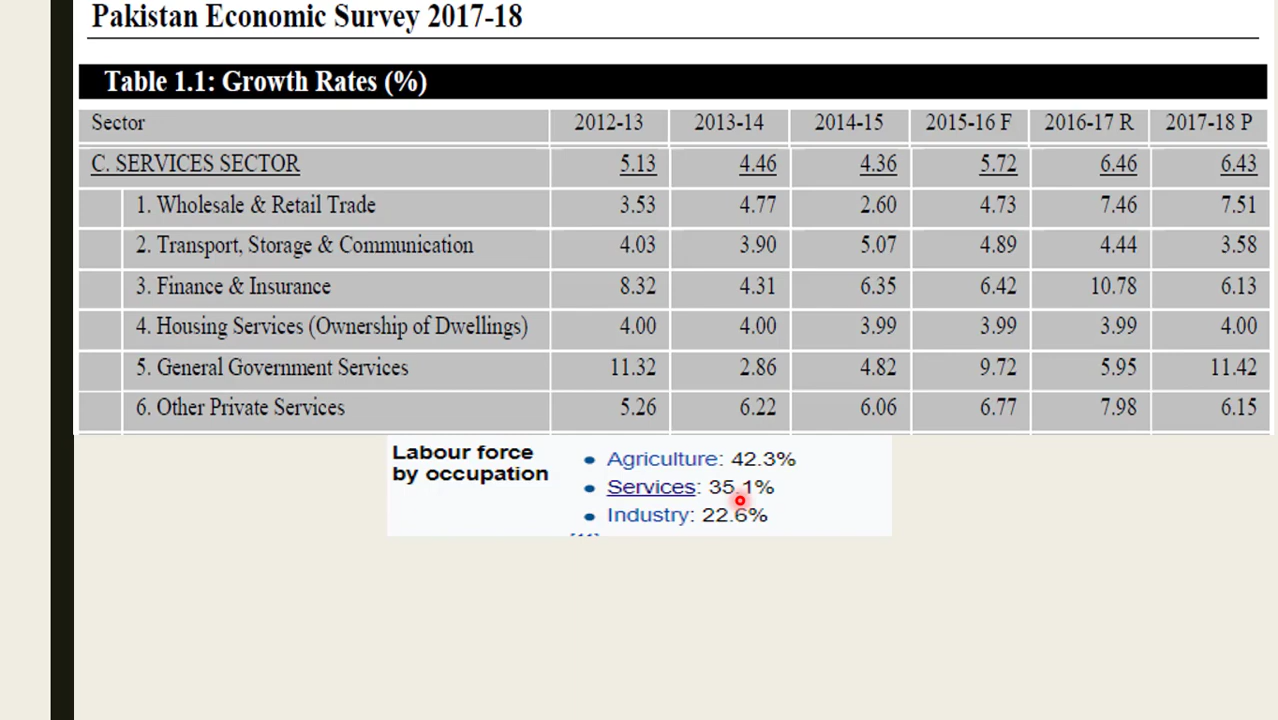 Pakistan Economic Survey 2017-18
Table 1.1: Growth Rates (%)
Sector 2012-13 2013-14 2014-15 2015-16 F 2016-17 R 2017-18 P
C. SERVICES SECTOR 5.13 4.46 4.36 5.72 6.46 6.43
1. Wholesale & Retail Trade 3.53 4.77 2.60 4.73 7.46 7.51
2. Transport, Storage & Communication 4.03 3.90 5.07 4.89 4.44 3.58
3. Finance & Insurance 8.32 4.31 6.35 6.42 10.78 6.13
4. Housing Services (Ownership of Dwellings) 4.00 4.00 3.99 3.99 3.99 4.00
5. General Government Services 11.32 2.86 4.82 9.72 5.95 11.42
6. Other Private Services 5.26 6.22 6.06 6.77 7.98 6.15
Labour force
by occupation
• Agriculture: 42.3%
• Services: 35.1%
• Industry: 22.6%